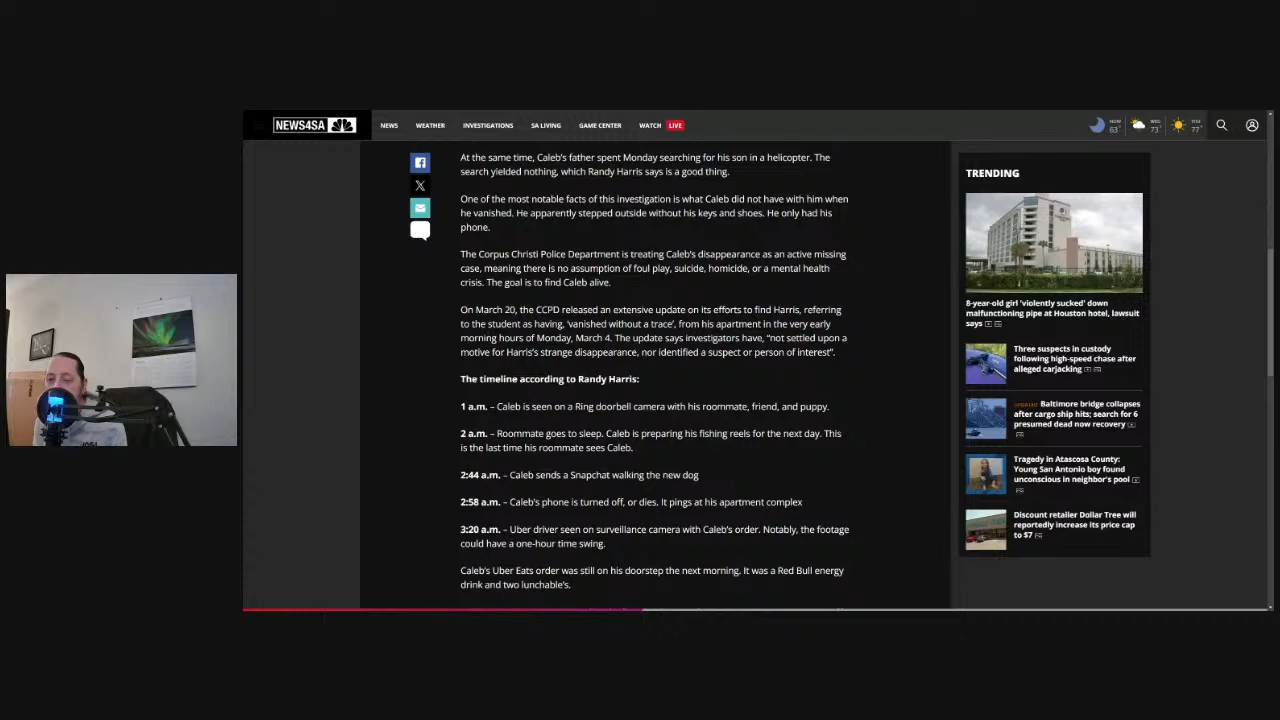 NEWS4SA
NEWS
WEATHER
INVESTIGATIONS
SA LIVING
GAME CENTER
WATCH LIVE
NOW
63°
WED
73°
THU
77°
At the same time, Caleb's father spent Monday searching for his son in a helicopter. The
search yielded nothing, which Randy Harris says is a good thing.
One of the most notable facts of this investigation is what Caleb did not have with him when
he vanished. He apparently stepped outside without his keys and shoes. He only had his
phone.
The Corpus Christi Police Department is treating Caleb's disappearance as an active missing
case, meaning there is no assumption of foul play, suicide, homicide, or a mental health
crisis. The goal is to find Caleb alive.
On March 20, the CCPD released an extensive update on its efforts to find Harris, referring
to the student as having, 'vanished without a trace', from his apartment in the very early
morning hours of Monday, March 4. The update says investigators have, "not settled upon a
motive for Harris's strange disappearance, nor identified a suspect or person of interest".
The timeline according to Randy Harris:
1 a.m. – Caleb is seen on a Ring doorbell camera with his roommate, friend, and puppy.
2 a.m. – Roommate goes to sleep. Caleb is preparing his fishing reels for the next day. This
is the last time his roommate sees Caleb.
2:44 a.m. – Caleb sends a Snapchat walking the new dog
2:58 a.m. – Caleb's phone is turned off, or dies. It pings at his apartment complex
3:20 a.m. – Uber driver seen on surveillance camera with Caleb's order. Notably, the footage
could have a one-hour time swing.
Caleb's Uber Eats order was still on his doorstep the next morning. It was a Red Bull energy
drink and two lunchable's.
TRENDING
8-year-old girl 'violently sucked' down
malfunctioning pipe at Houston hotel, lawsuit
says
Three suspects in custody
following high-speed chase after
alleged carjacking
UPDATED Baltimore bridge collapses
after cargo ship hits; search for 6
presumed dead now recovery
Tragedy in Atascosa County:
Young San Antonio boy found
unconscious in neighbor's pool
Discount retailer Dollar Tree will
reportedly increase its price cap
to $7